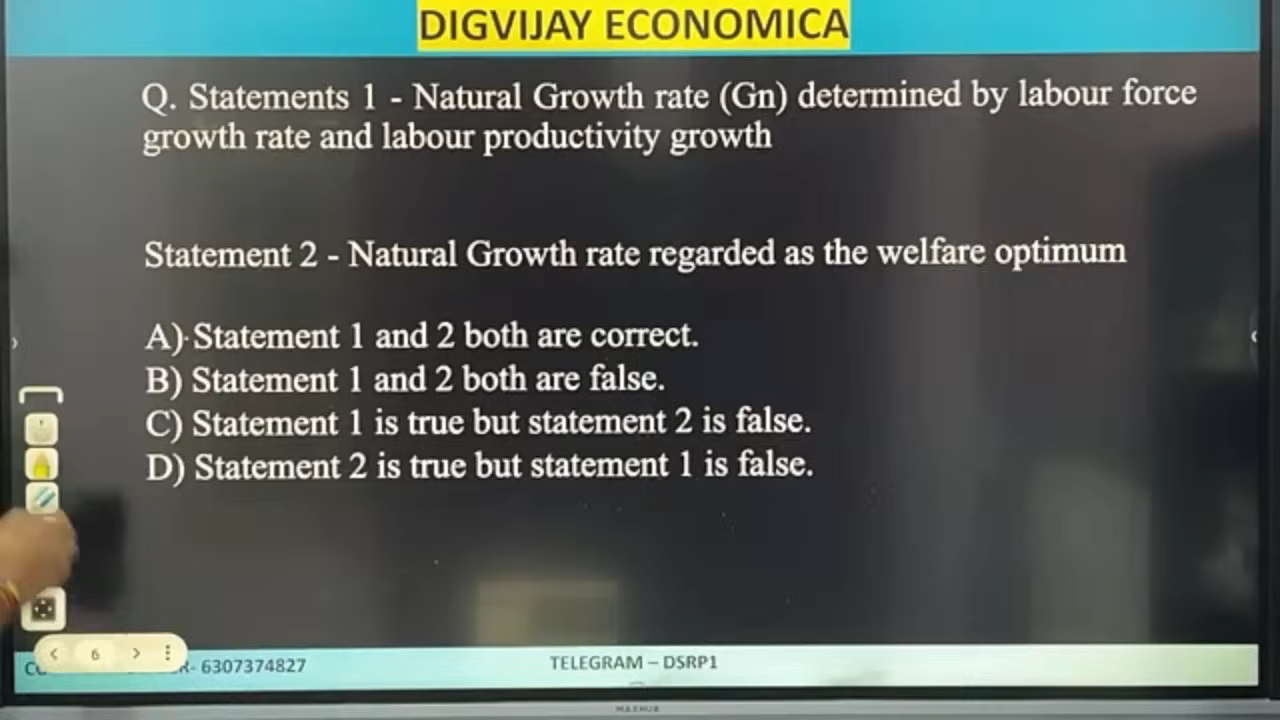 DIGVIJAY ECONOMICA
Q. Statements 1 - Natural Growth rate (Gn) determined by labour force
growth rate and labour productivity growth
Statement 2 - Natural Growth rate regarded as the welfare optimum
A) Statement 1 and 2 both are correct.
B) Statement 1 and 2 both are false.
C) Statement 1 is true but statement 2 is false.
D) Statement 2 is true but statement 1 is false.
6
6307374827
TELEGRAM – DSRP1
MAXHUB